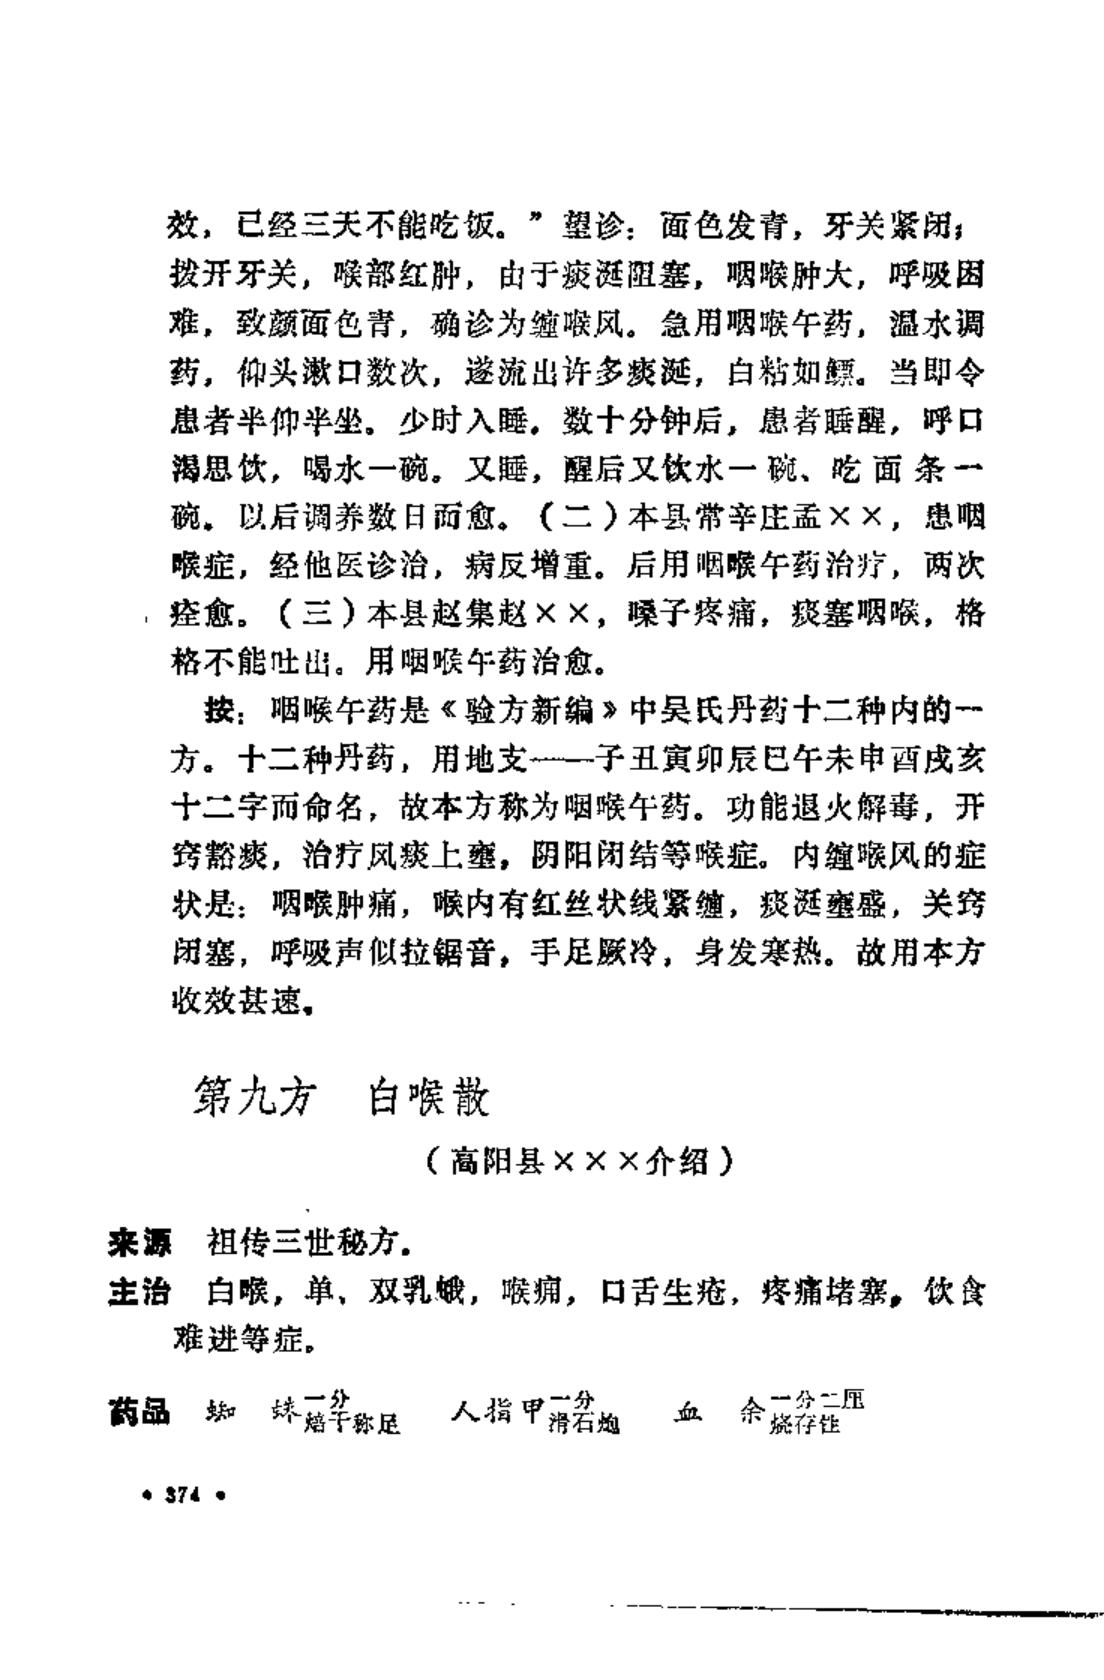 效，已经三天不能吃饭。”望诊：面色发青，牙关紧闭；
拨开牙关，喉部红肿，由于痰涎阻塞，咽喉肿大，呼吸困
难，致颜面色青，确诊为缠喉风。急用咽喉午药，温水调
药，仰头漱口数次，遂流出许多痰涎，白粘如鳔。当即令
患者半仰半坐。少时入睡。数十分钟后，患者睡醒，呼口
渴思饮，喝水一碗。又睡，醒后又饮水一碗、吃面条一
碗。以后调养数日而愈。（二）本县常辛庄孟××，患咽
喉症，经他医诊治，病反增重。后用咽喉午药治疗，两次
痊愈。（三）本县赵集赵××，嗓子疼痛，痰塞咽喉，格
格不能吐出。用咽喉午药治愈。
按：咽喉午药是《验方新编》中吴氏丹药十二种内的一
方。十二种丹药，用地支——子丑寅卯辰巳午未申酉戌亥
十二字而命名，故本方称为咽喉午药。功能退火解毒，开
窍豁痰，治疗风痰上壅，阴阳闭结等喉症。内缠喉风的症
状是：咽喉肿痛，喉内有红丝状线紧缠，痰涎壅盛，关窍
闭塞，呼吸声似拉锯音，手足厥冷，身发寒热。故用本方
收效甚速。
第九方 白喉散
（高阳县×××介绍）
来源 祖传三世秘方。
主治 白喉，单、双乳蛾，喉痈，口舌生疮，疼痛堵塞，饮食
难进等症。
药品 蜘 蛛一分焙干称足 人指甲一分滑石炮 血 余一分二厘烧存性
• 374 •